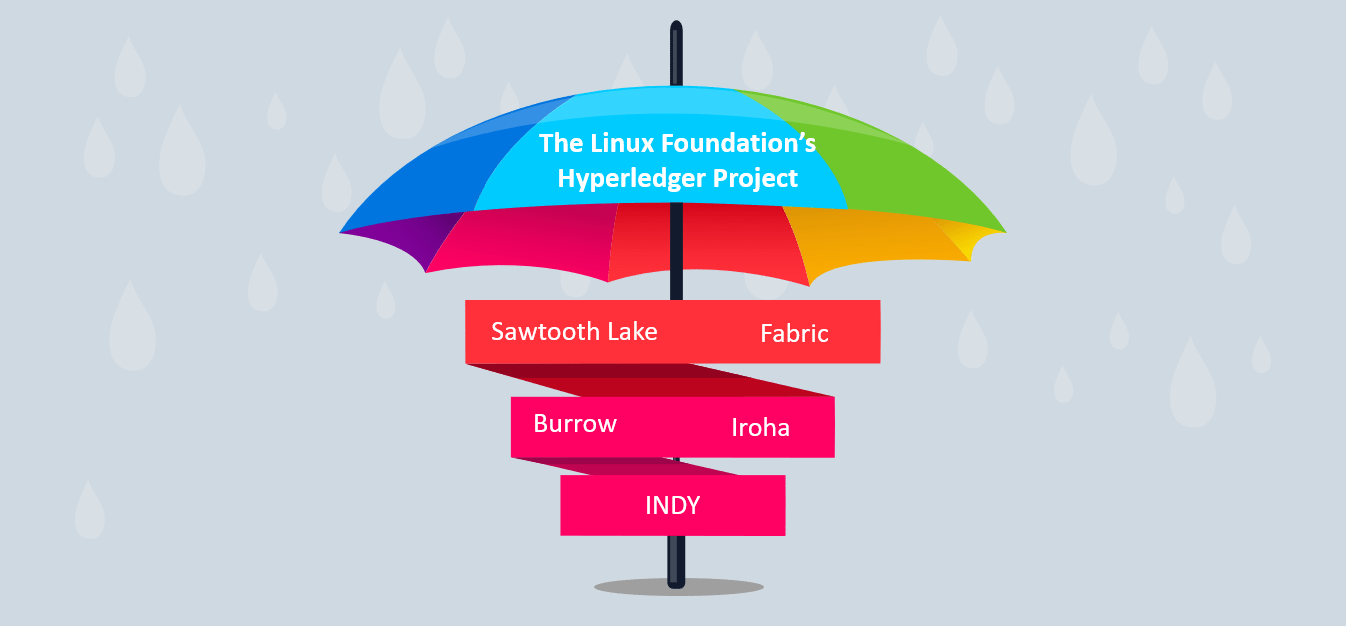 The Linux Foundation’s
Hyperledger Project
Sawtooth Lake Fabric
Burrow Iroha
INDY